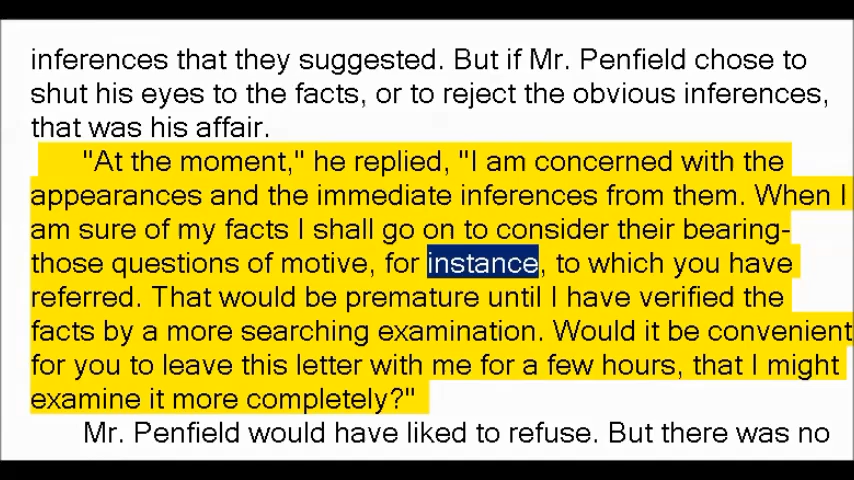 inferences that they suggested. But if Mr. Penfield chose to
shut his eyes to the facts, or to reject the obvious inferences,
that was his affair.
"At the moment," he replied, "I am concerned with the
appearances and the immediate inferences from them. When I
am sure of my facts I shall go on to consider their bearing-
those questions of motive, for instance, to which you have
referred. That would be premature until I have verified the
facts by a more searching examination. Would it be convenient
for you to leave this letter with me for a few hours, that I might
examine it more completely?"
Mr. Penfield would have liked to refuse. But there was no